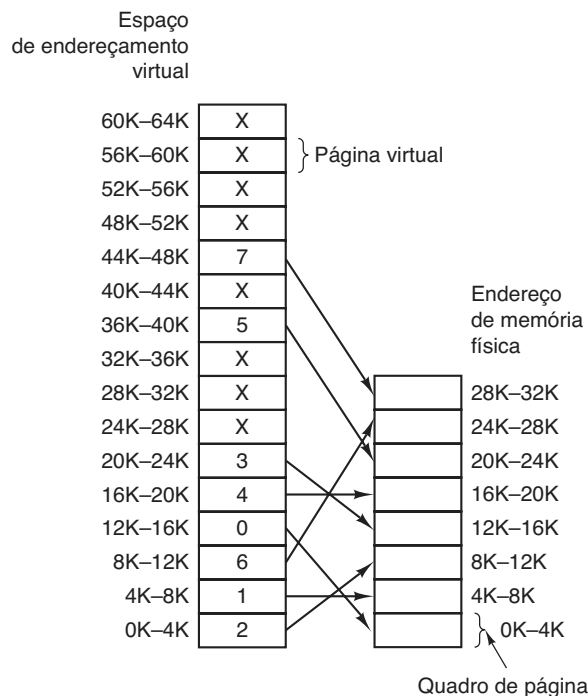 Espaço
de endereçamento
virtual
60K–64K X
56K–60K X Página virtual
52K–56K X
48K–52K X
44K–48K 7
40K–44K X
36K–40K 5
32K–36K X
28K–32K X
24K–28K X
20K–24K 3
16K–20K 4
12K–16K 0
8K–12K 6
4K–8K 1
0K–4K 2
Endereço
de memória
física
28K–32K
24K–28K
20K–24K
16K–20K
12K–16K
8K–12K
4K–8K
0K–4K
Quadro de página